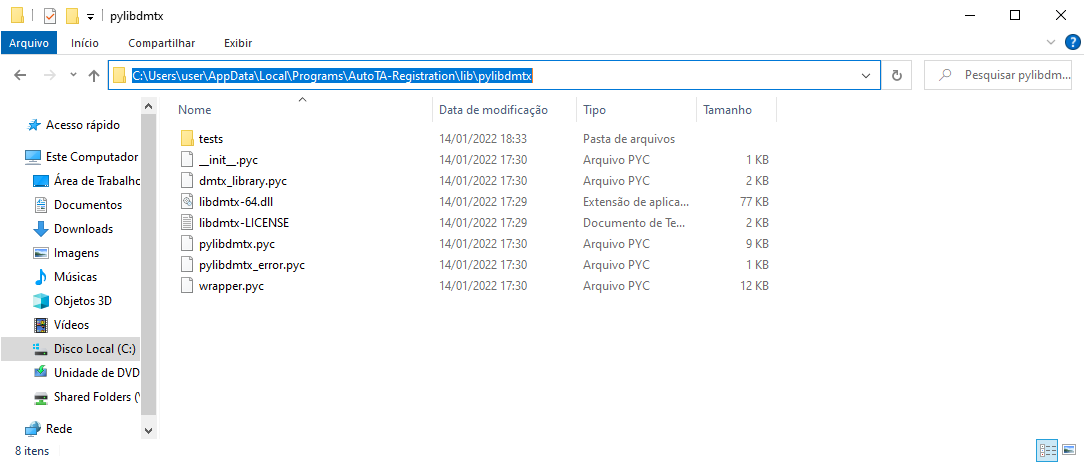 pylibdmtx
Arquivo Início Compartilhar Exibir
C:\Users\user\AppData\Local\Programs\AutoTA-Registration\lib\pylibdmtx Pesquisar pylibdm...
Nome Data de modificação Tipo Tamanho
Acesso rápido
Este Computador
Área de Trabalho
Documentos
Downloads
Imagens
Músicas
Objetos 3D
Vídeos
Disco Local (C:)
Unidade de DVD
Shared Folders (
Rede
tests 14/01/2022 18:33 Pasta de arquivos
__init__.pyc 14/01/2022 17:30 Arquivo PYC 1 KB
dmtx_library.pyc 14/01/2022 17:30 Arquivo PYC 2 KB
libdmtx-64.dll 14/01/2022 17:29 Extensão de aplica... 77 KB
libdmtx-LICENSE 14/01/2022 17:29 Documento de Te... 2 KB
pylibdmtx.pyc 14/01/2022 17:30 Arquivo PYC 9 KB
pylibdmtx_error.pyc 14/01/2022 17:30 Arquivo PYC 1 KB
wrapper.pyc 14/01/2022 17:30 Arquivo PYC 12 KB
8 itens